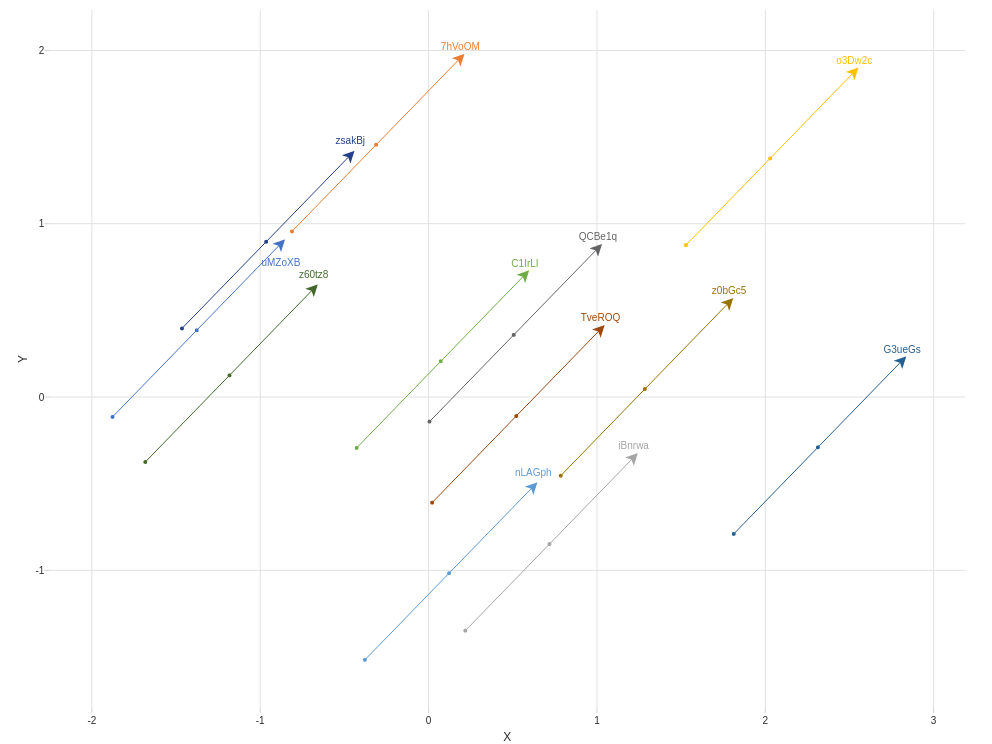 7hVoOM
2
o3Dw2c
zsakBj
1
QCBe1q
uMZoXB
C1IrLI
z60tz8
z0bGc5
TveROQ
G3ueGs
Y
0
iBnrwa
nLAGph
-1
-2
-1
0
1
2
3
X